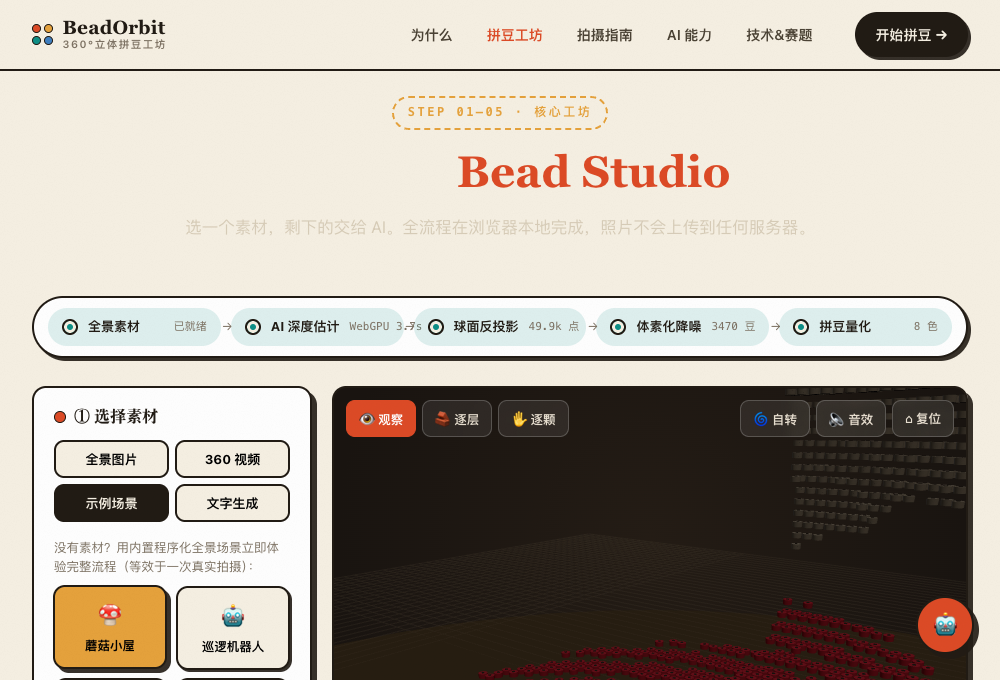 BeadOrbit
360°立体拼豆工坊
为什么
拼豆工坊
拍摄指南
AI 能力
技术&赛题
开始拼豆 →
STEP 01—05 · 核心工坊
Bead Studio
选一个素材，剩下的交给 AI。全流程在浏览器本地完成，照片不会上传到任何服务器。
全景素材 已就绪 →
AI 深度估计 WebGPU 3.7s →
球面反投影 49.9k 点 →
体素化降噪 3470 豆 →
拼豆量化 8 色
① 选择素材
全景图片
360 视频
示例场景
文字生成
没有素材？用内置程序化全景场景立即体
验完整流程（等效于一次真实拍摄）：
蘑菇小屋
巡逻机器人
观察
逐层
逐颗
自转
音效
⌂ 复位